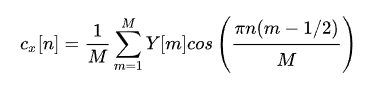 c_x[n] = \frac{1}{M} \sum_{m=1}^{M} Y[m]cos\left(\frac{\pi n(m - 1/2)}{M}\right)